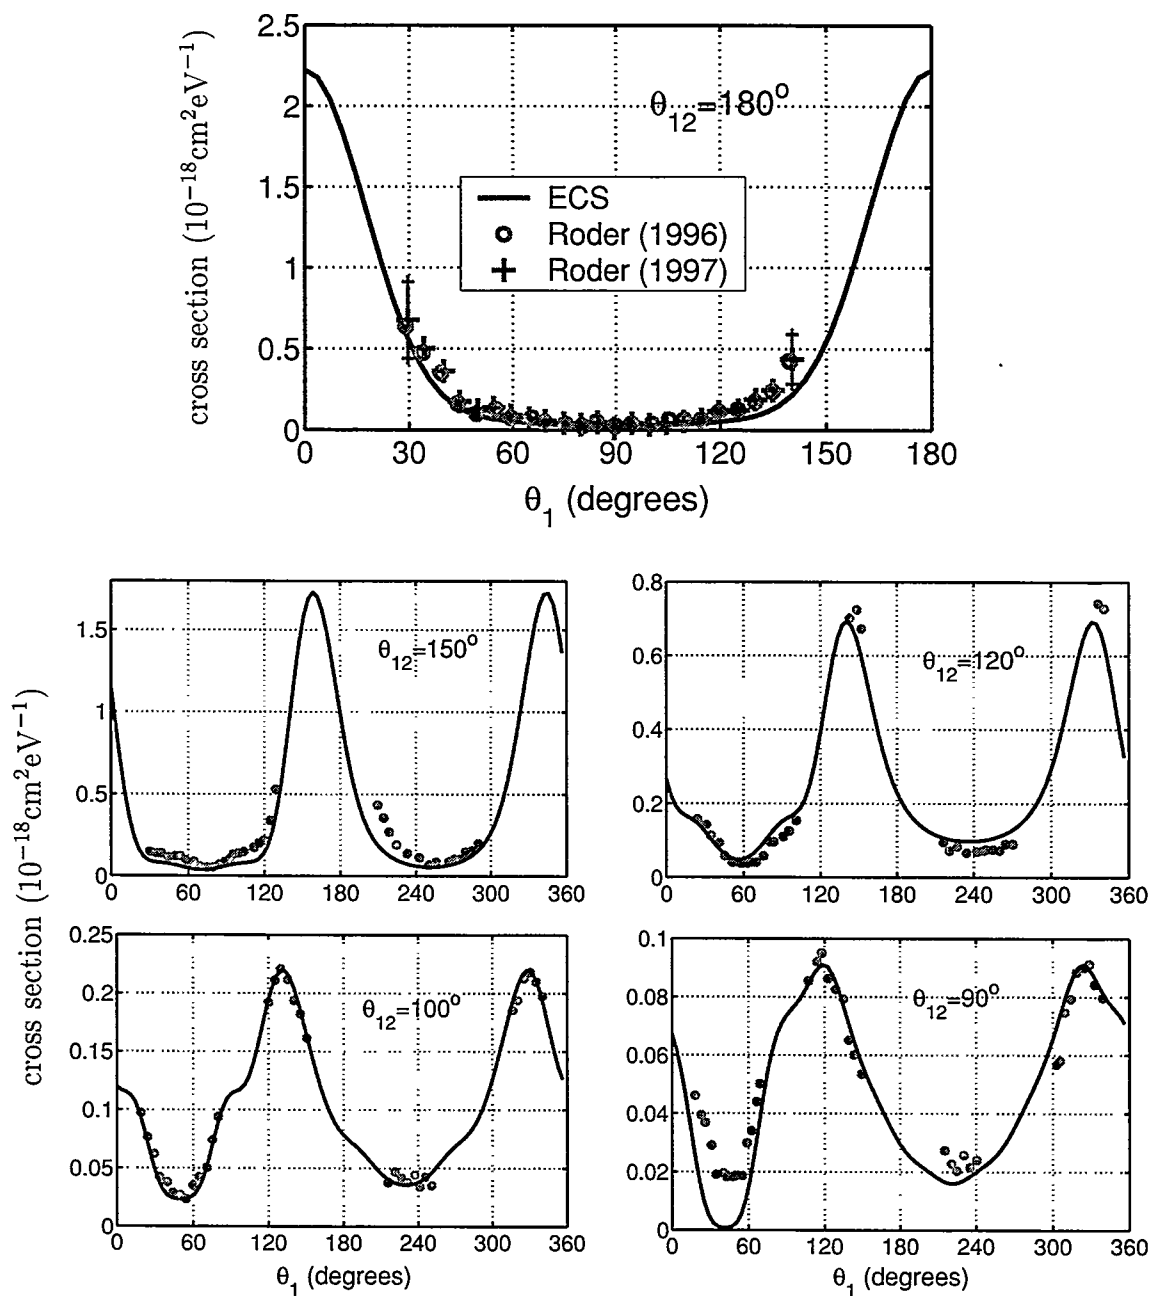 cross section (10⁻¹⁸cm²eV⁻¹)
2.5
2
1.5
1
0.5
0
θ₁₂=180°
ECS
Roder (1996)
Roder (1997)
0 30 60 90 120 150 180
θ₁ (degrees)
cross section (10⁻¹⁸cm²eV⁻¹)
1.5
1
0.5
0
θ₁₂=150°
0 60 120 180 240 300 360
0.8
0.6
0.4
0.2
0
θ₁₂=120°
0 60 120 180 240 300 360
0.25
0.2
0.15
0.1
0.05
0
θ₁₂=100°
0 60 120 180 240 300 360
θ₁ (degrees)
0.1
0.08
0.06
0.04
0.02
0
θ₁₂=90°
0 60 120 180 240 300 360
θ₁ (degrees)